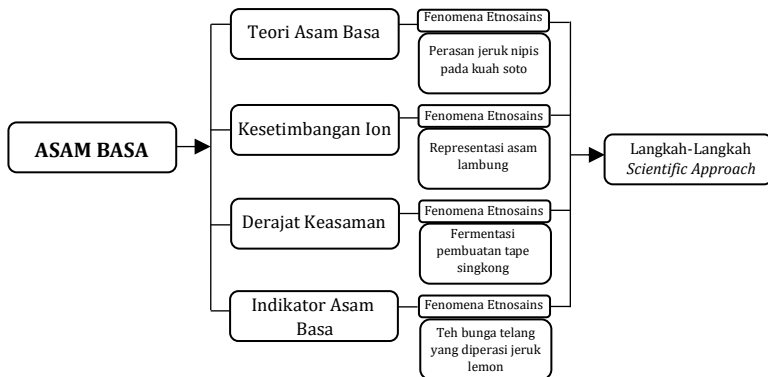 ASAM BASA
Teori Asam Basa
Fenomena Etnosains
Perasan jeruk nipis
pada kuah soto
Kesetimbangan Ion
Fenomena Etnosains
Representasi asam
lambung
Derajat Keasaman
Fenomena Etnosains
Fermentasi
pembuatan tape
singkong
Indikator Asam
Basa
Fenomena Etnosains
Teh bunga telang
yang diperasi jeruk
lemon
Langkah-Langkah
Scientific Approach